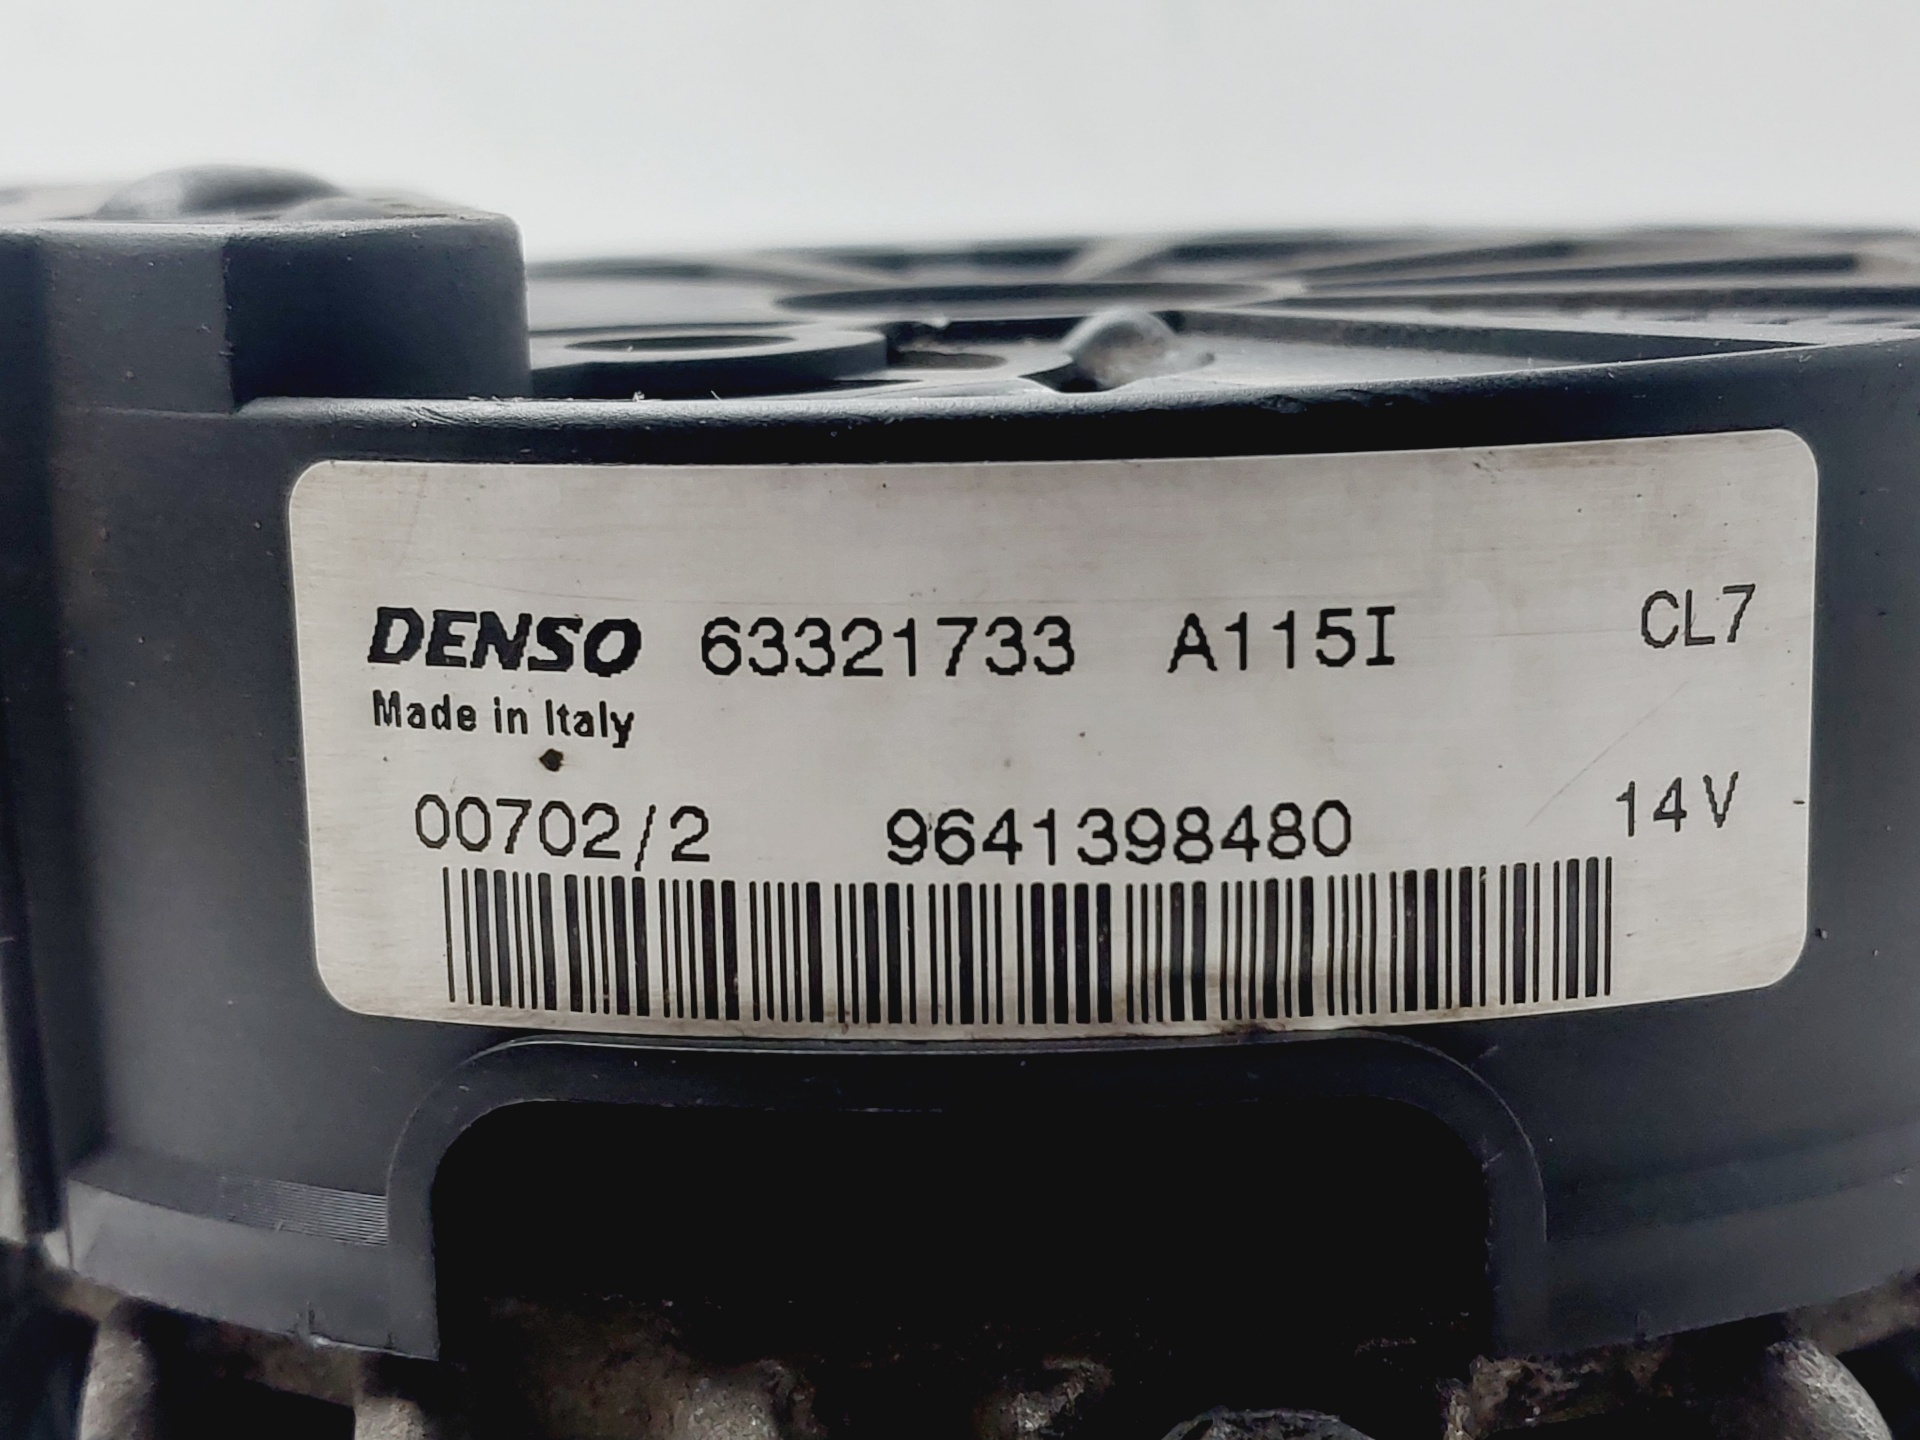 DENSO 63321733 A115I CL7
Made in Italy
00702/2 9641398480 14V